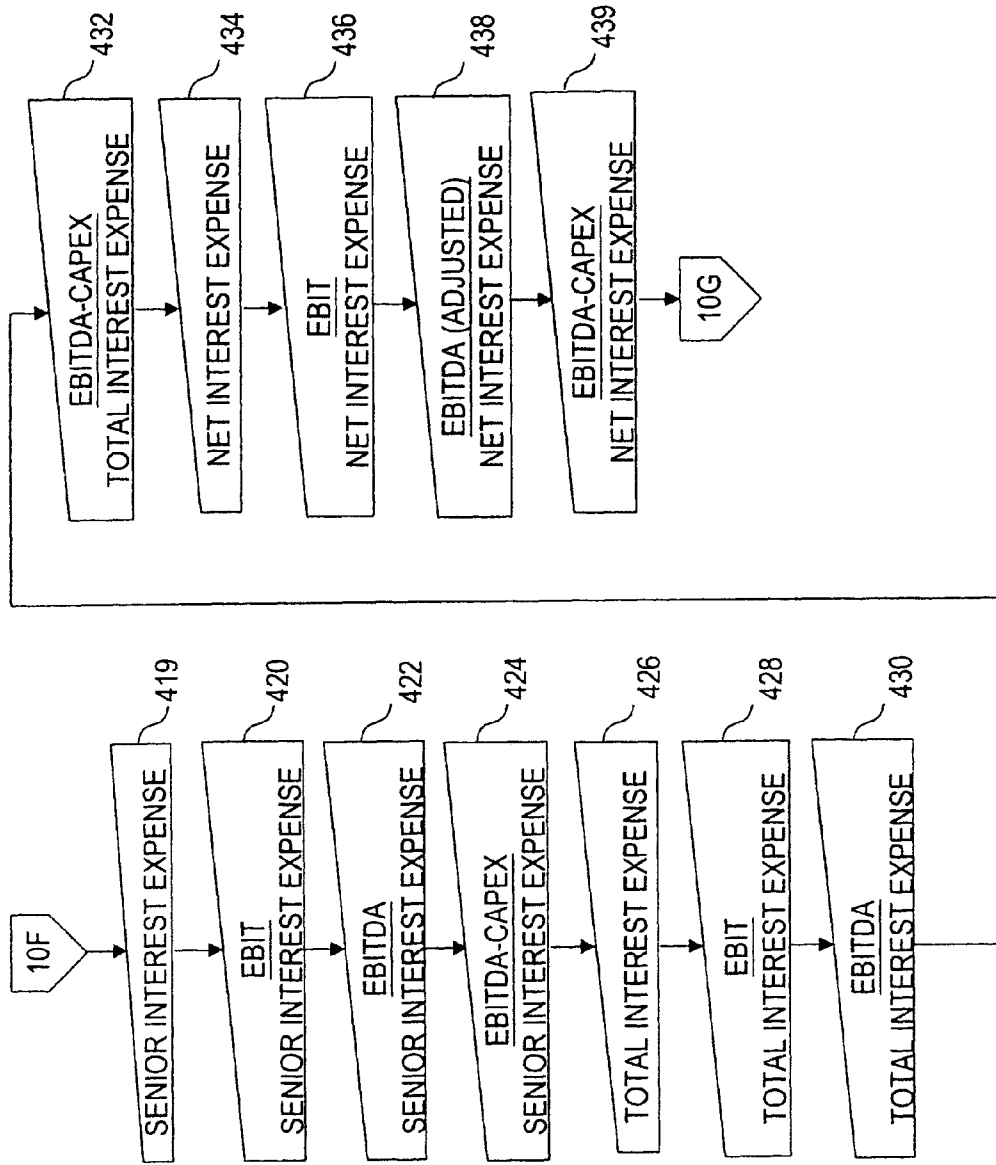 10F
SENIOR INTEREST EXPENSE
419
EBIT
SENIOR INTEREST EXPENSE
420
EBITDA
SENIOR INTEREST EXPENSE
422
EBITDA-CAPEX
SENIOR INTEREST EXPENSE
424
TOTAL INTEREST EXPENSE
426
EBIT
TOTAL INTEREST EXPENSE
428
EBITDA
TOTAL INTEREST EXPENSE
430
EBITDA-CAPEX
TOTAL INTEREST EXPENSE
432
NET INTEREST EXPENSE
434
EBIT
NET INTEREST EXPENSE
436
EBITDA (ADJUSTED)
NET INTEREST EXPENSE
438
EBITDA-CAPEX
NET INTEREST EXPENSE
439
10G